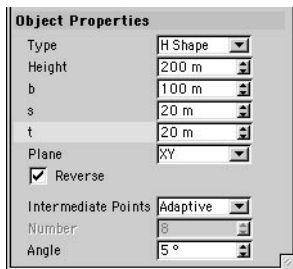 Object Properties
Type H Shape
Height 200 m
b 100 m
s 20 m
t 20 m
Plane XY
Reverse
Intermediate Points Adaptive
Number 8
Angle 5 °